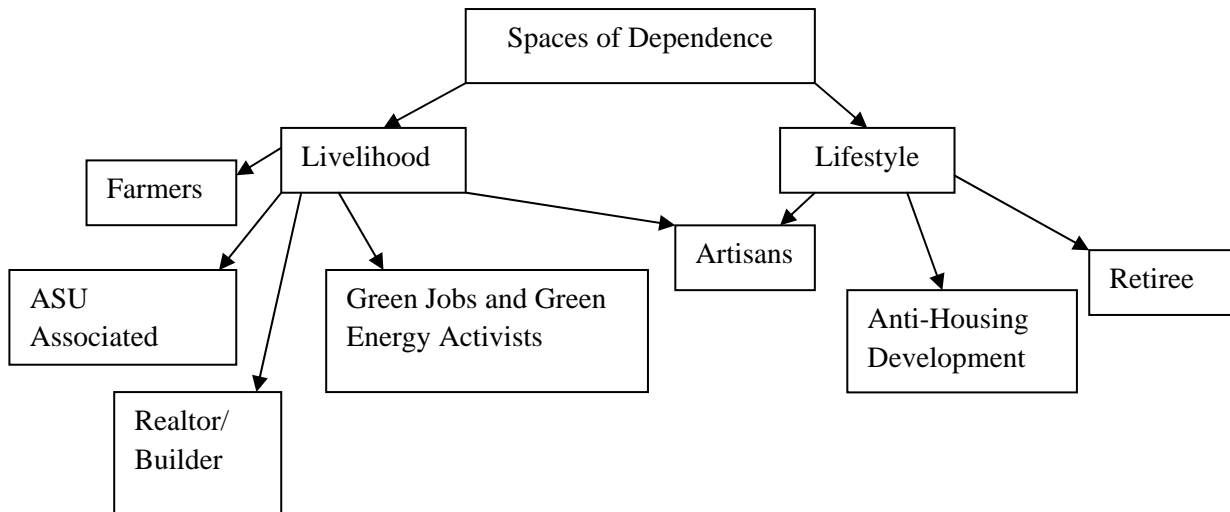 Spaces of Dependence
Livelihood
Lifestyle
Farmers
Artisans
Retiree
ASU
Associated
Green Jobs and Green
Energy Activists
Anti-Housing
Development
Realtor/
Builder